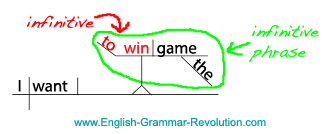 infinitive
to win game
the
infinitive
phrase
I want
www.English-Grammar-Revolution.com